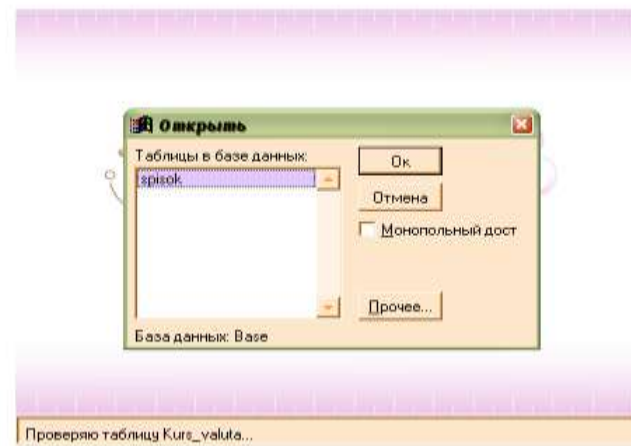 Открыть
Таблицы в базе данных:
spisok
Ок
Отмена
Монопольный дост
Прочее...
База данных: Base
Проверяю таблицу Kurs_valuta...